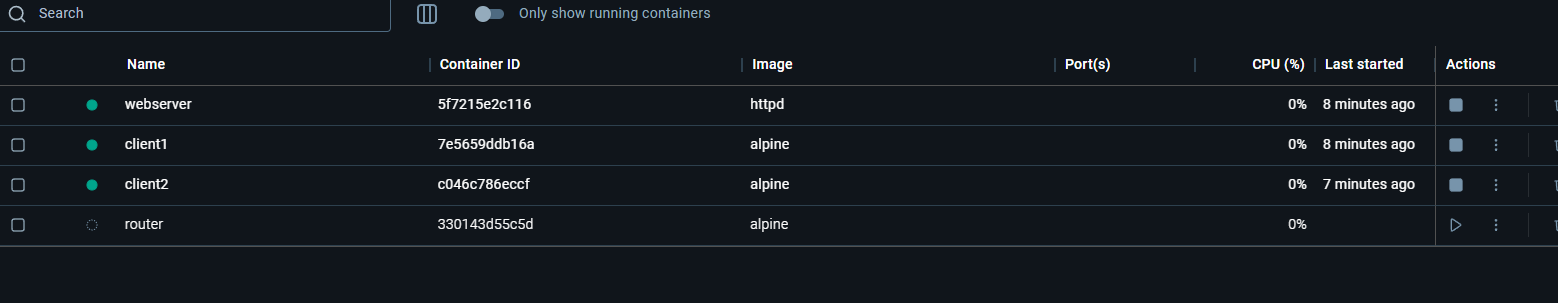 Search Only show running containers
Name Container ID Image Port(s) CPU (%) Last started Actions
webserver 5f7215e2c116 httpd 0% 8 minutes ago
client1 7e5659ddb16a alpine 0% 8 minutes ago
client2 c046c786eccf alpine 0% 7 minutes ago
router 330143d55c5d alpine 0%